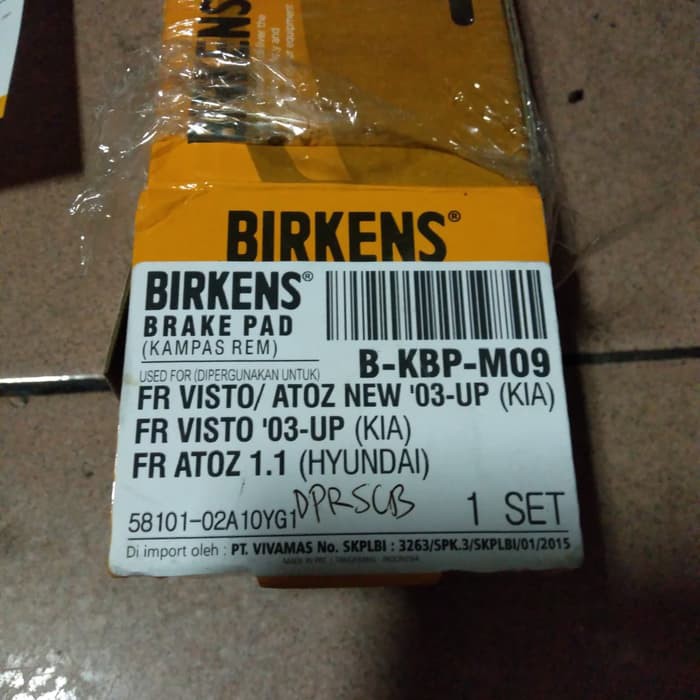 BIRKENS
BIRKENS®
BIRKENS®
BRAKE PAD
(KAMPAS REM)
B-KBP-M09
USED FOR (DIPERGUNAKAN UNTUK)
FR VISTO/ ATOZ NEW '03-UP (KIA)
FR VISTO '03-UP (KIA)
FR ATOZ 1.1 (HYUNDAI)
58101-02A10YG1 1 SET
Di import oleh : PT. VIVAMAS No. SKPLBI : 3263/SPK.3/SKPLBI/01/2015